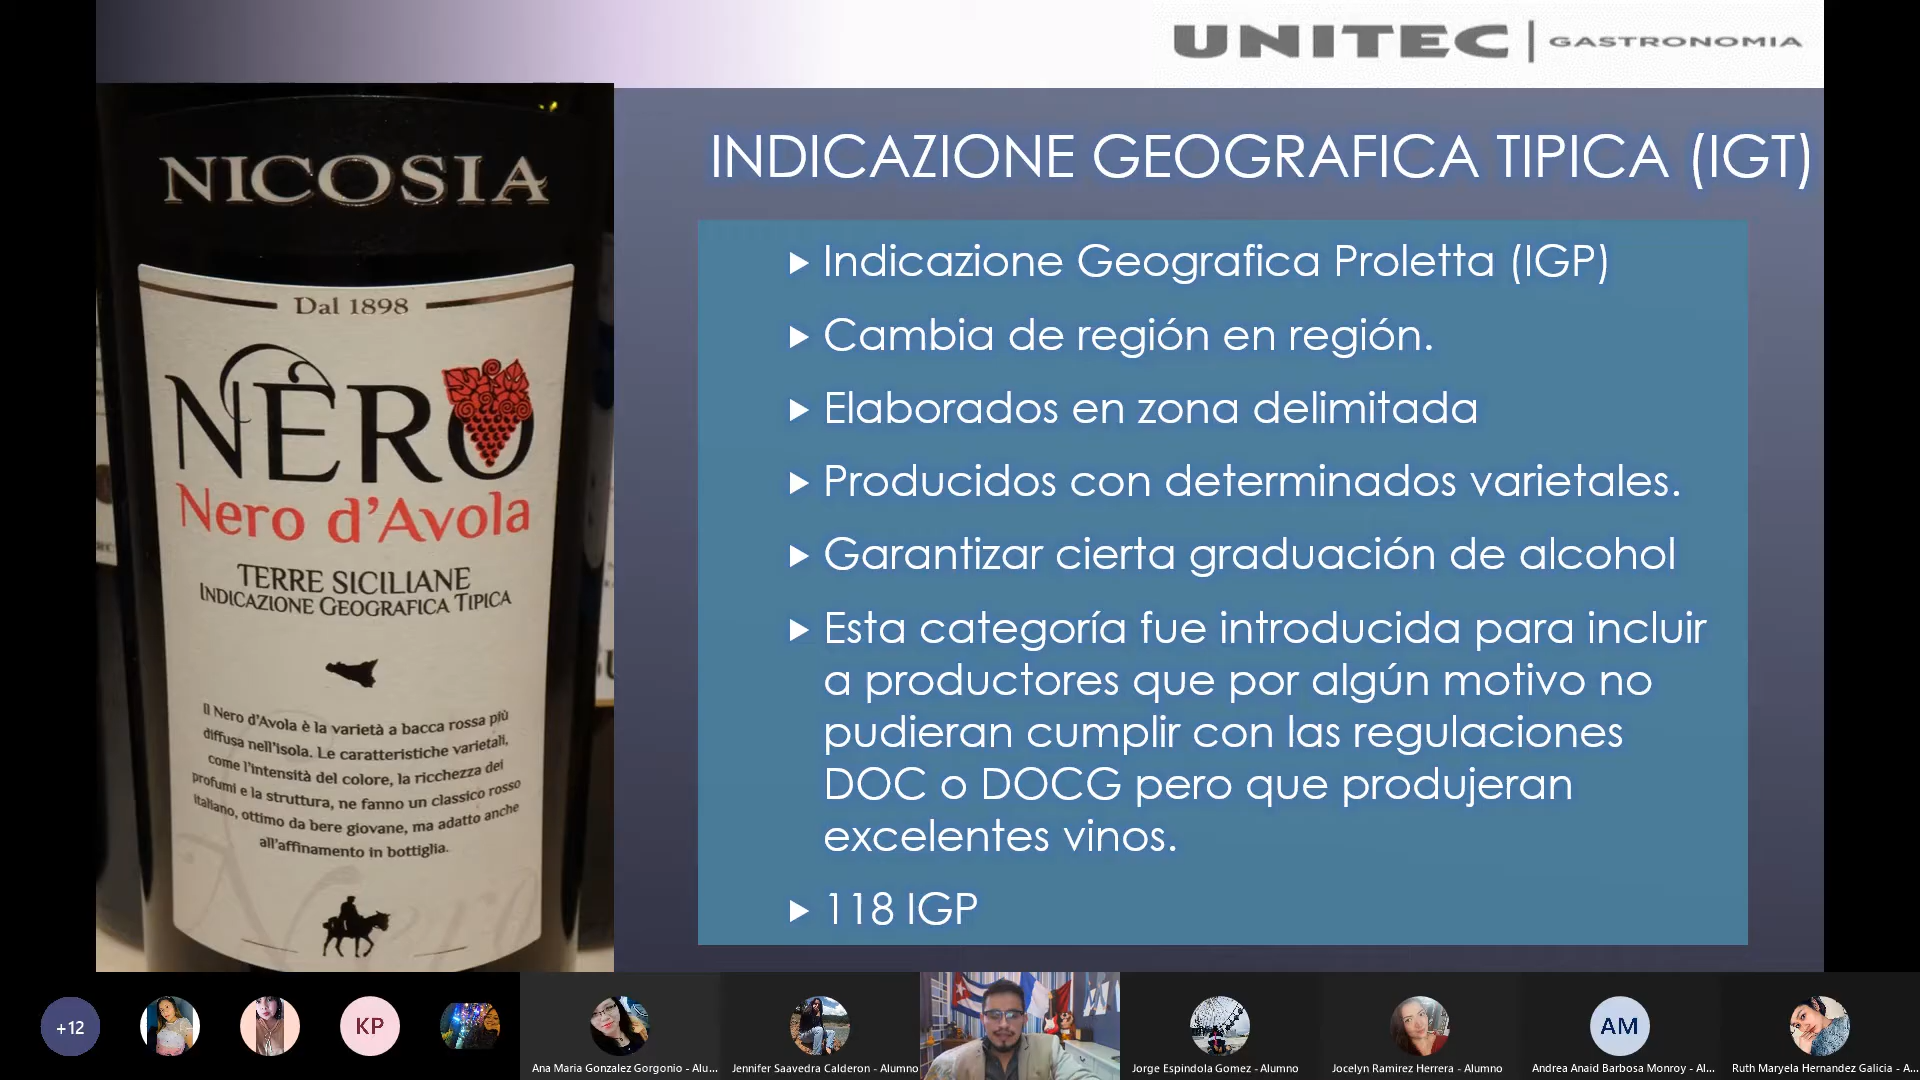 UNITEC | GASTRONOMIA
INDICAZIONE GEOGRAFICA TIPICA (IGT)
Indicazione Geografica Proletta (IGP)
Cambia de región en región.
Elaborados en zona delimitada
Producidos con determinados varietales.
Garantizar cierta graduación de alcohol
Esta categoría fue introducida para incluir
a productores que por algún motivo no
pudieran cumplir con las regulaciones
DOC o DOCG pero que produjeran
excelentes vinos.
118 IGP
NICOSIA
Dal 1898
NERO
Nero d'Avola
TERRE SICILIANE
INDICAZIONE GEOGRAFICA TIPICA
Il Nero d'Avola è la varietà a bacca rossa più
diffusa nell'isola. Le caratteristiche varietali,
come l'intensità del colore, la ricchezza dei
profumi e la struttura, ne fanno un classico rosso
italiano, ottimo da bere giovane, ma adatto anche
all'affinamento in bottiglia.
+12
KP
Ana Maria Gonzalez Gorgonio - Alu...
Jennifer Saavedra Calderon - Alumno
Jorge Espindola Gomez - Alumno
Jocelyn Ramirez Herrera - Alumno
AM
Andrea Anaid Barbosa Monroy - Al...
Ruth Maryela Hernandez Galicia - A...